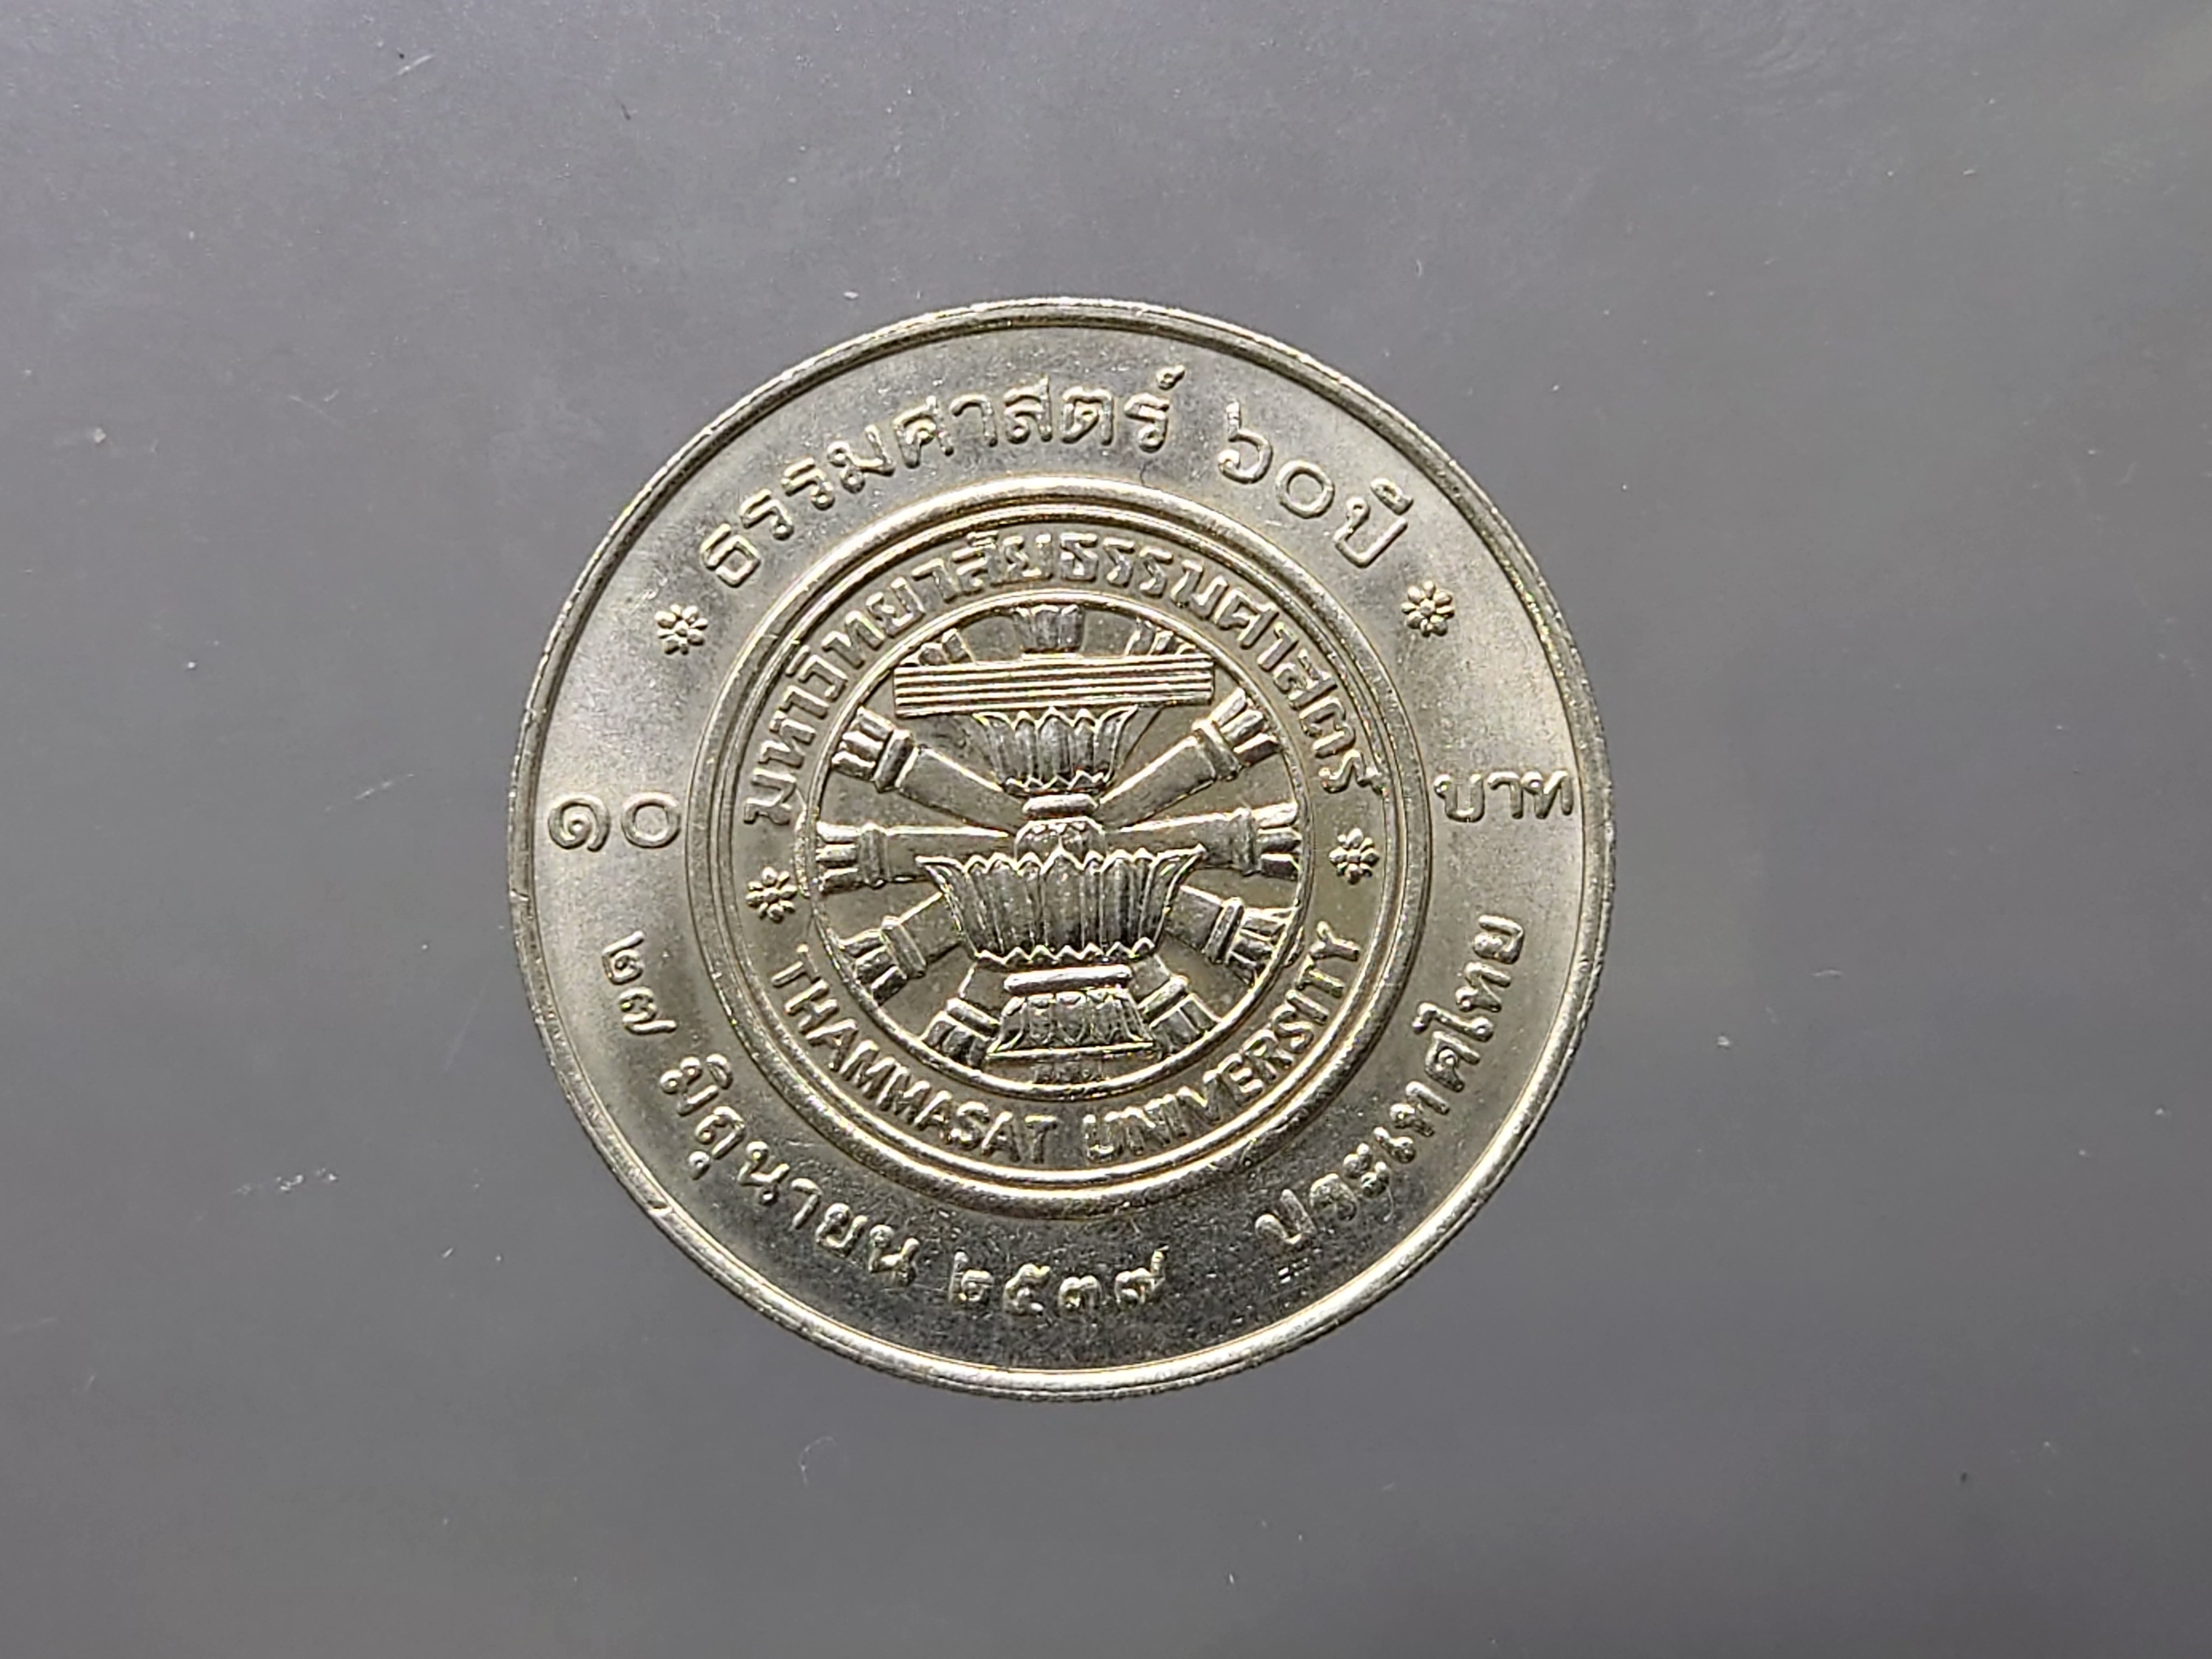 ธรรมศาสตร์ ๖๐ปี
มหาวิทยาลัยธรรมศาสตร์
THAMMASAT UNIVERSITY
๑๐ บาท
๒๗ มิถุนายน ๒๕๓๗ ประเทศไทย